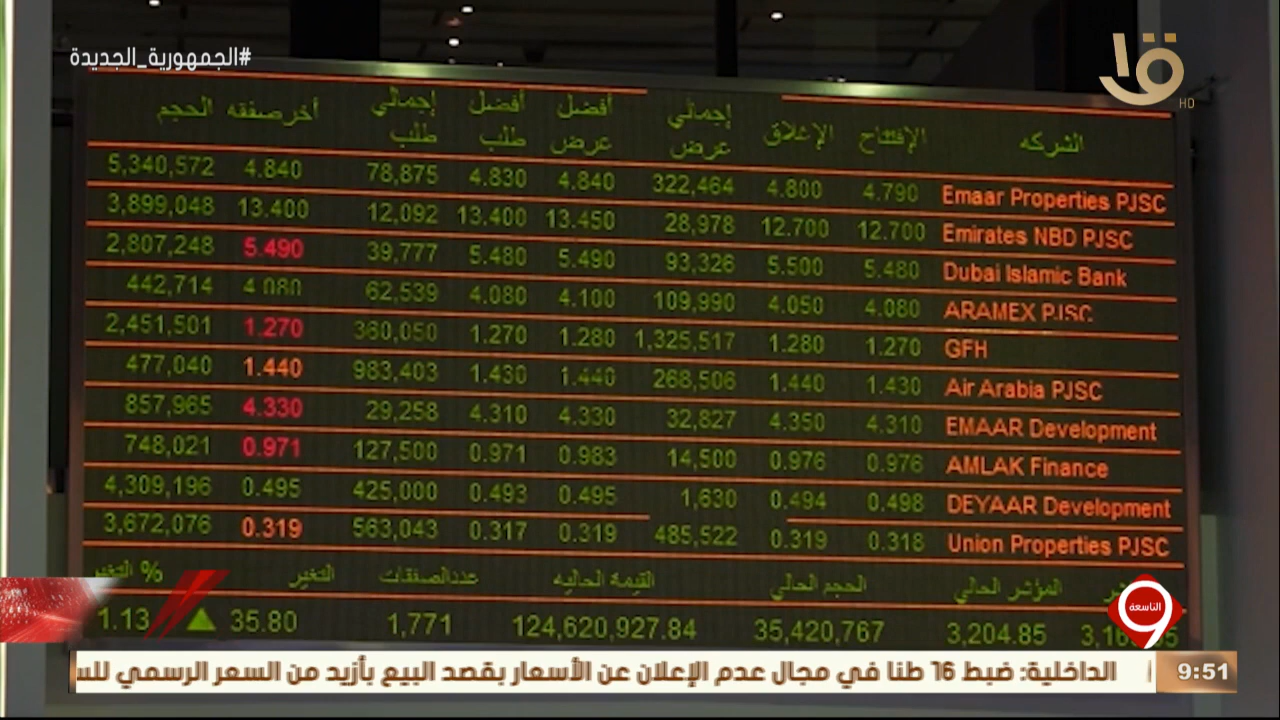 #الجمهورية_الجديدة
HD
الشركه الإفتتاح الإغلاق إجمالي عرض أفضل عرض أفضل طلب إجمالي طلب أخر صفقه الحجم
Emaar Properties PJSC 4.790 4.800 322,464 4.840 4.830 78,875 4.840 5,340,572
Emirates NBD PJSC 12.700 12.700 28,978 13.450 13.400 12,092 13.400 3,899,048
Dubai Islamic Bank 5.480 5.500 93,326 5.490 5.480 39,777 5.490 2,807,248
ARAMEX PJSC 4.080 4.050 109,990 4.100 4.080 62,539 4.080 442,714
GFH 1.270 1.280 1,325,517 1.280 1.270 360,050 1.270 2,451,501
Air Arabia PJSC 1.430 1.440 268,506 1.440 1.430 983,403 1.440 477,040
EMAAR Development 4.310 4.350 32,827 4.330 4.310 29,258 4.330 857,965
AMLAK Finance 0.976 0.976 14,500 0.983 0.971 127,500 0.971 748,021
DEYAAR Development 0.498 0.494 1,630 0.495 0.493 425,000 0.495 4,309,196
Union Properties PJSC 0.318 0.319 485,522 0.319 0.317 563,043 0.319 3,672,076
المؤشر الحالي الحجم الحالي القيمة الحاليه عددالصفقات التغير % التغير
3,204.85 35,420,767 124,620,927.84 1,771 35.80 ▲ 1.13
التاسعة
9
9:51 الداخلية: ضبط 16 طنا في مجال عدم الإعلان عن الأسعار بقصد البيع بأزيد من السعر الرسمي